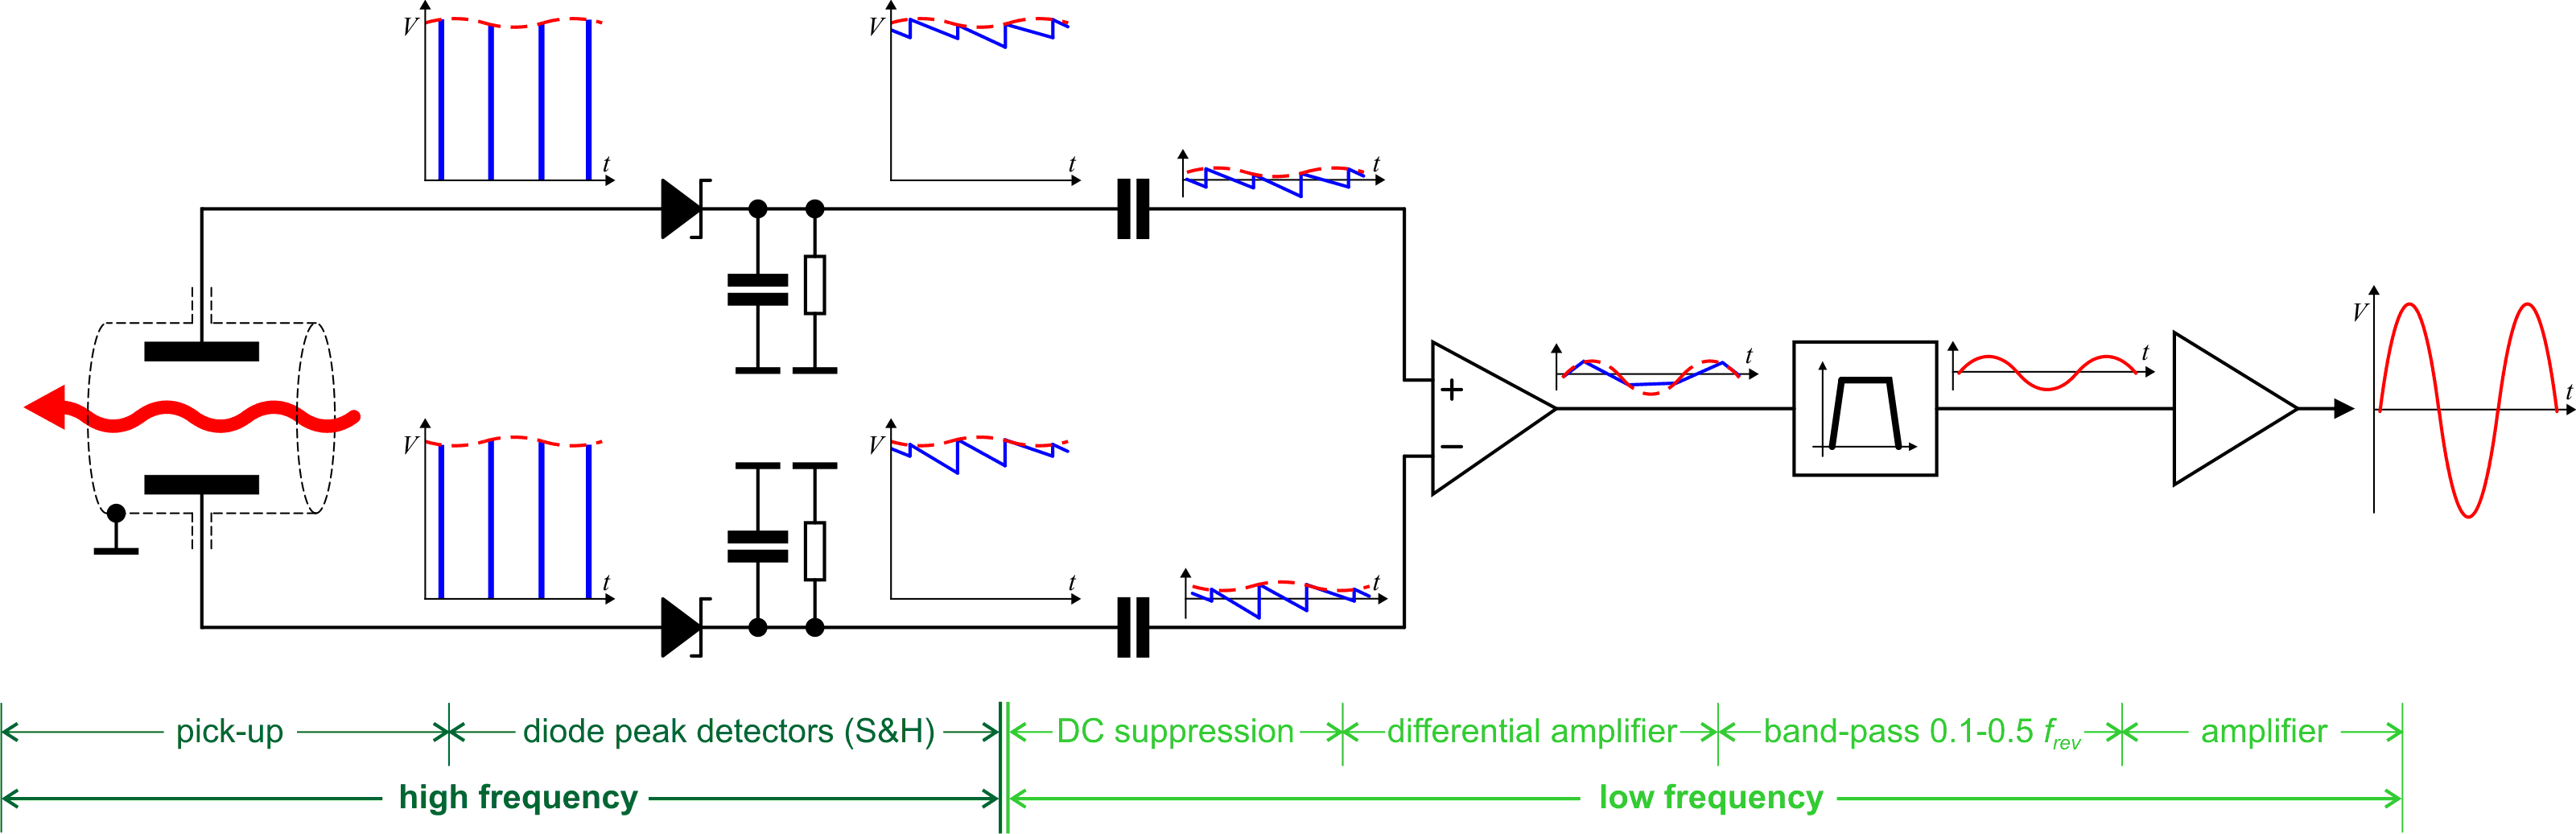 V
t
V
t
t
V
t
V
t
t
+
−
t
t
V
t
pick-up
diode peak detectors (S&H)
DC suppression
differential amplifier
band-pass 0.1-0.5 frev
amplifier
high frequency
low frequency